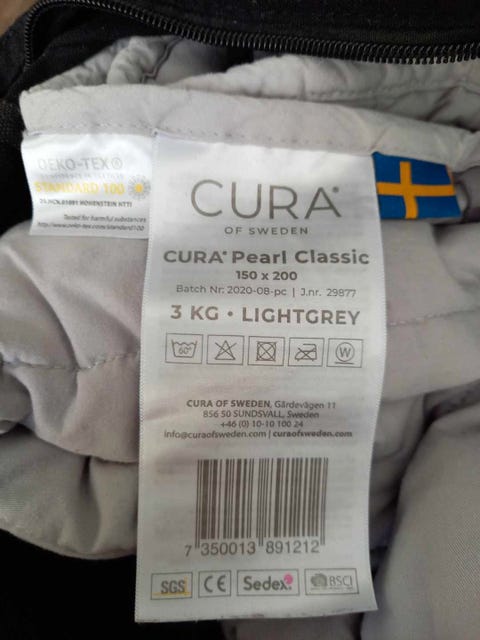 OEKO-TEX®
STANDARD 100
HOHENSTEIN HTTI
Tested for harmful substances
CURA®
OF SWEDEN
CURA® Pearl Classic
150 x 200
Batch Nr: 2020-08-pc | J.nr. 29877
3 KG • LIGHTGREY
60°
W
CURA OF SWEDEN, Gärdevägen 11
856 50 SUNDSVALL, Sweden
+46 (0) 10-10 100 24
info@curaofsweden.com | curaofsweden.com
7 350013 891212
SGS
CE
Sedex®
BSCI